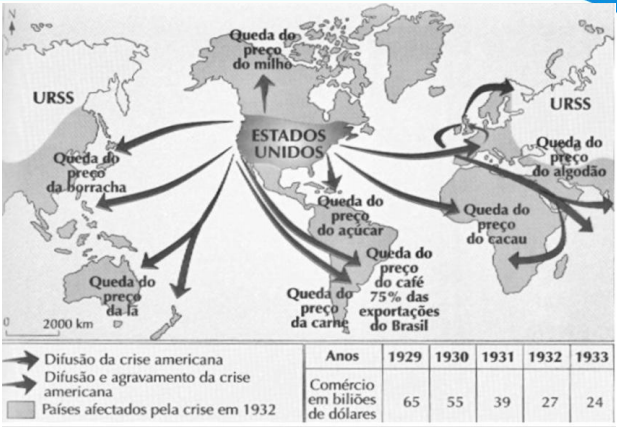 N
Queda do
preço
do milho
URSS
URSS
ESTADOS
UNIDOS
Queda do
preço
da borracha
Queda do
preço
do algodão
Queda do
preço
do açúcar
Queda do
preço
do cacau
Queda do
preço
do café
75% das
exportações
do Brasil
Queda do
preço
da lã
Queda do
preço
da carne
0 2000 km
Difusão da crise americana
Difusão e agravamento da crise
americana
Países afectados pela crise em 1932
Anos 1929 1930 1931 1932 1933
Comércio
em biliões
de dólares
65 55 39 27 24